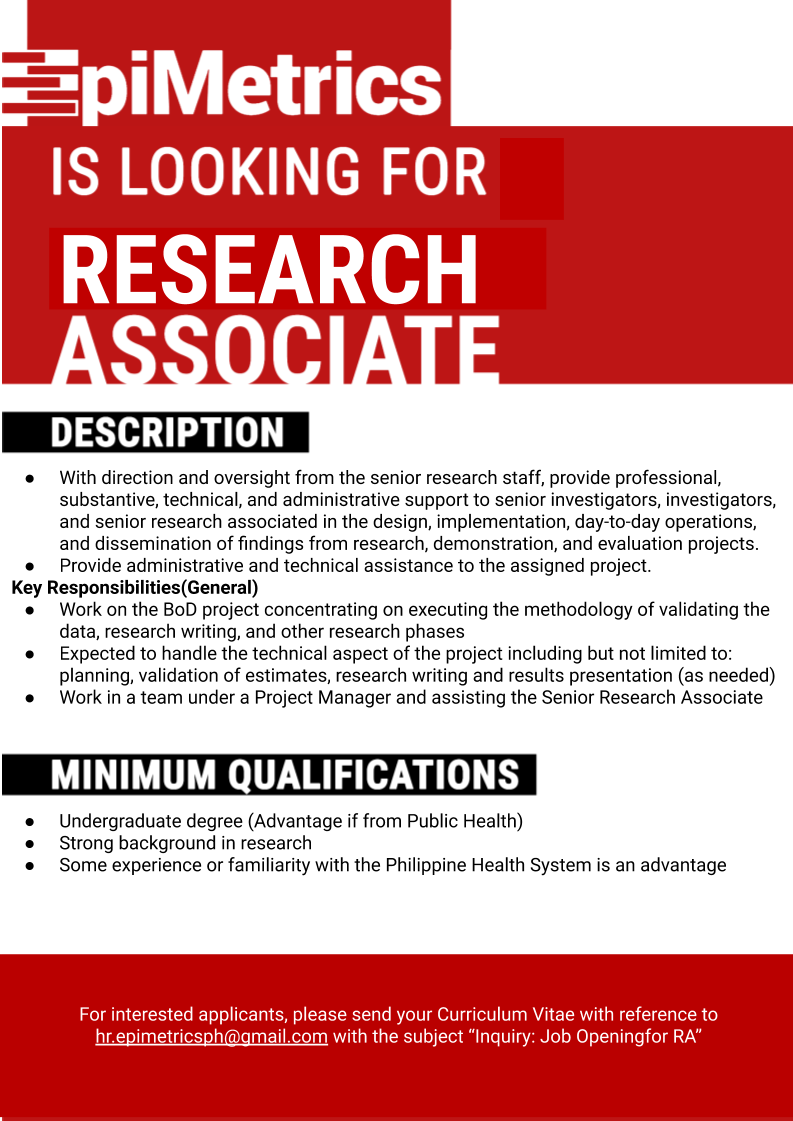 EpiMetrics
IS LOOKING FOR
RESEARCH
ASSOCIATE
DESCRIPTION
● With direction and oversight from the senior research staff, provide professional,
substantive, technical, and administrative support to senior investigators, investigators,
and senior research associated in the design, implementation, day-to-day operations,
and dissemination of findings from research, demonstration, and evaluation projects.
● Provide administrative and technical assistance to the assigned project.
Key Responsibilities(General)
● Work on the BoD project concentrating on executing the methodology of validating the
data, research writing, and other research phases
● Expected to handle the technical aspect of the project including but not limited to:
planning, validation of estimates, research writing and results presentation (as needed)
● Work in a team under a Project Manager and assisting the Senior Research Associate
MINIMUM QUALIFICATIONS
● Undergraduate degree (Advantage if from Public Health)
● Strong background in research
● Some experience or familiarity with the Philippine Health System is an advantage
For interested applicants, please send your Curriculum Vitae with reference to
hr.epimetricsph@gmail.com with the subject “Inquiry: Job Openingfor RA”